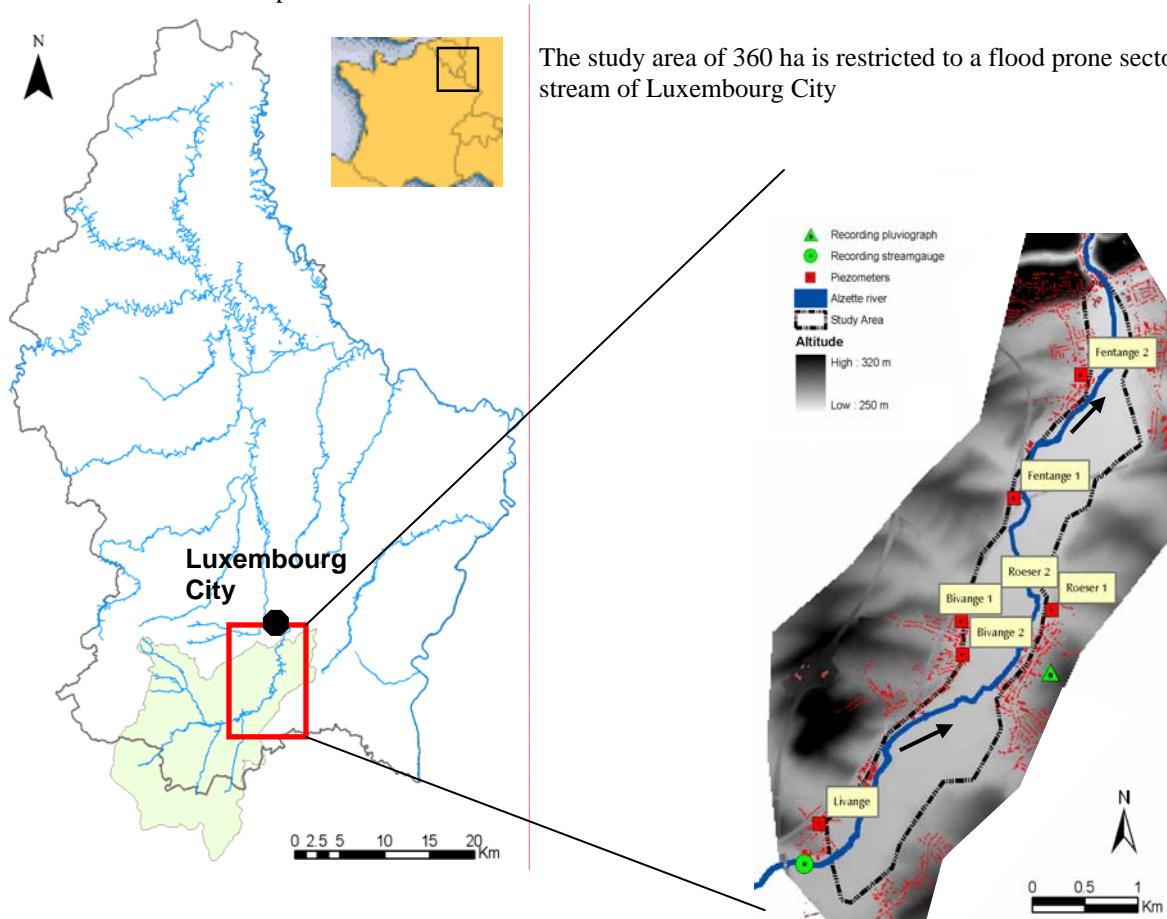 The study area of 360 ha is restricted to a flood prone
stream of Luxembourg City
N
Luxembourg
City
0 2.5 5 10 15 20
Km
Recording pluviograph
Recording streamgauge
Piezometers
Alzette river
Study Area
Altitude
High : 320 m
Low : 250 m
Fentange 2
Fentange 1
Roeser 2
Roeser 1
Bivange 1
Bivange 2
Livange
N
0 0.5 1
Km